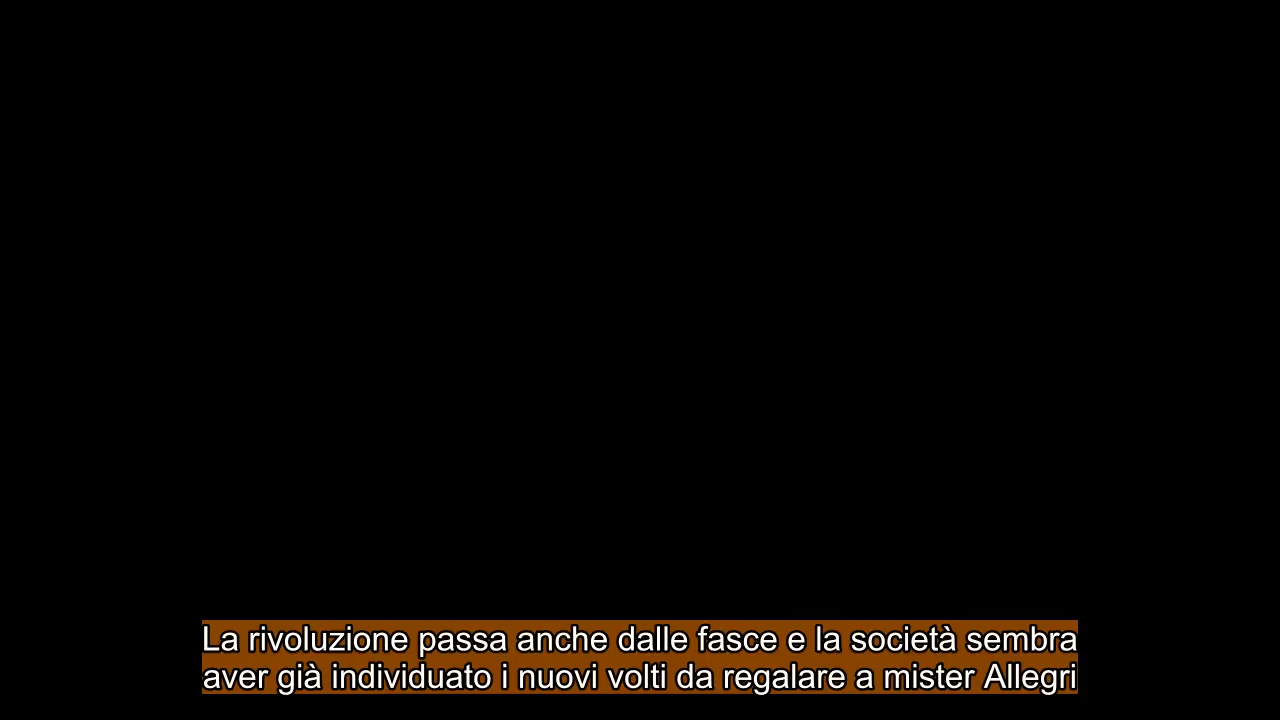 La rivoluzione passa anche dalle fasce e la società sembra
aver già individuato i nuovi volti da regalare a mister Allegri